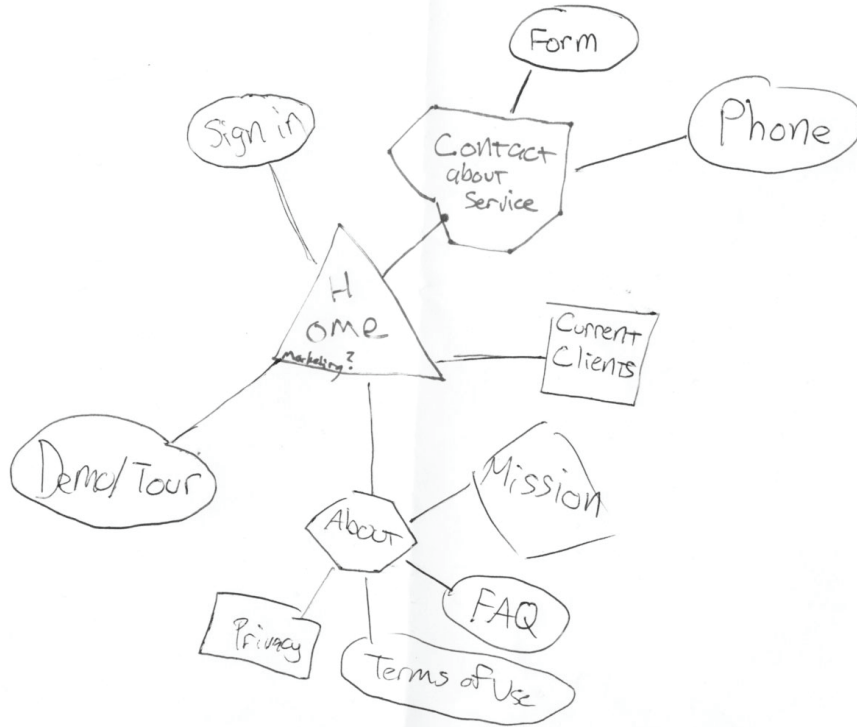 Form
Sign in
Phone
Contact
about
Service
H
ome
Marketing?
Current
Clients
Demo/Tour
Mission
About
FAQ
Privacy
Terms of Use